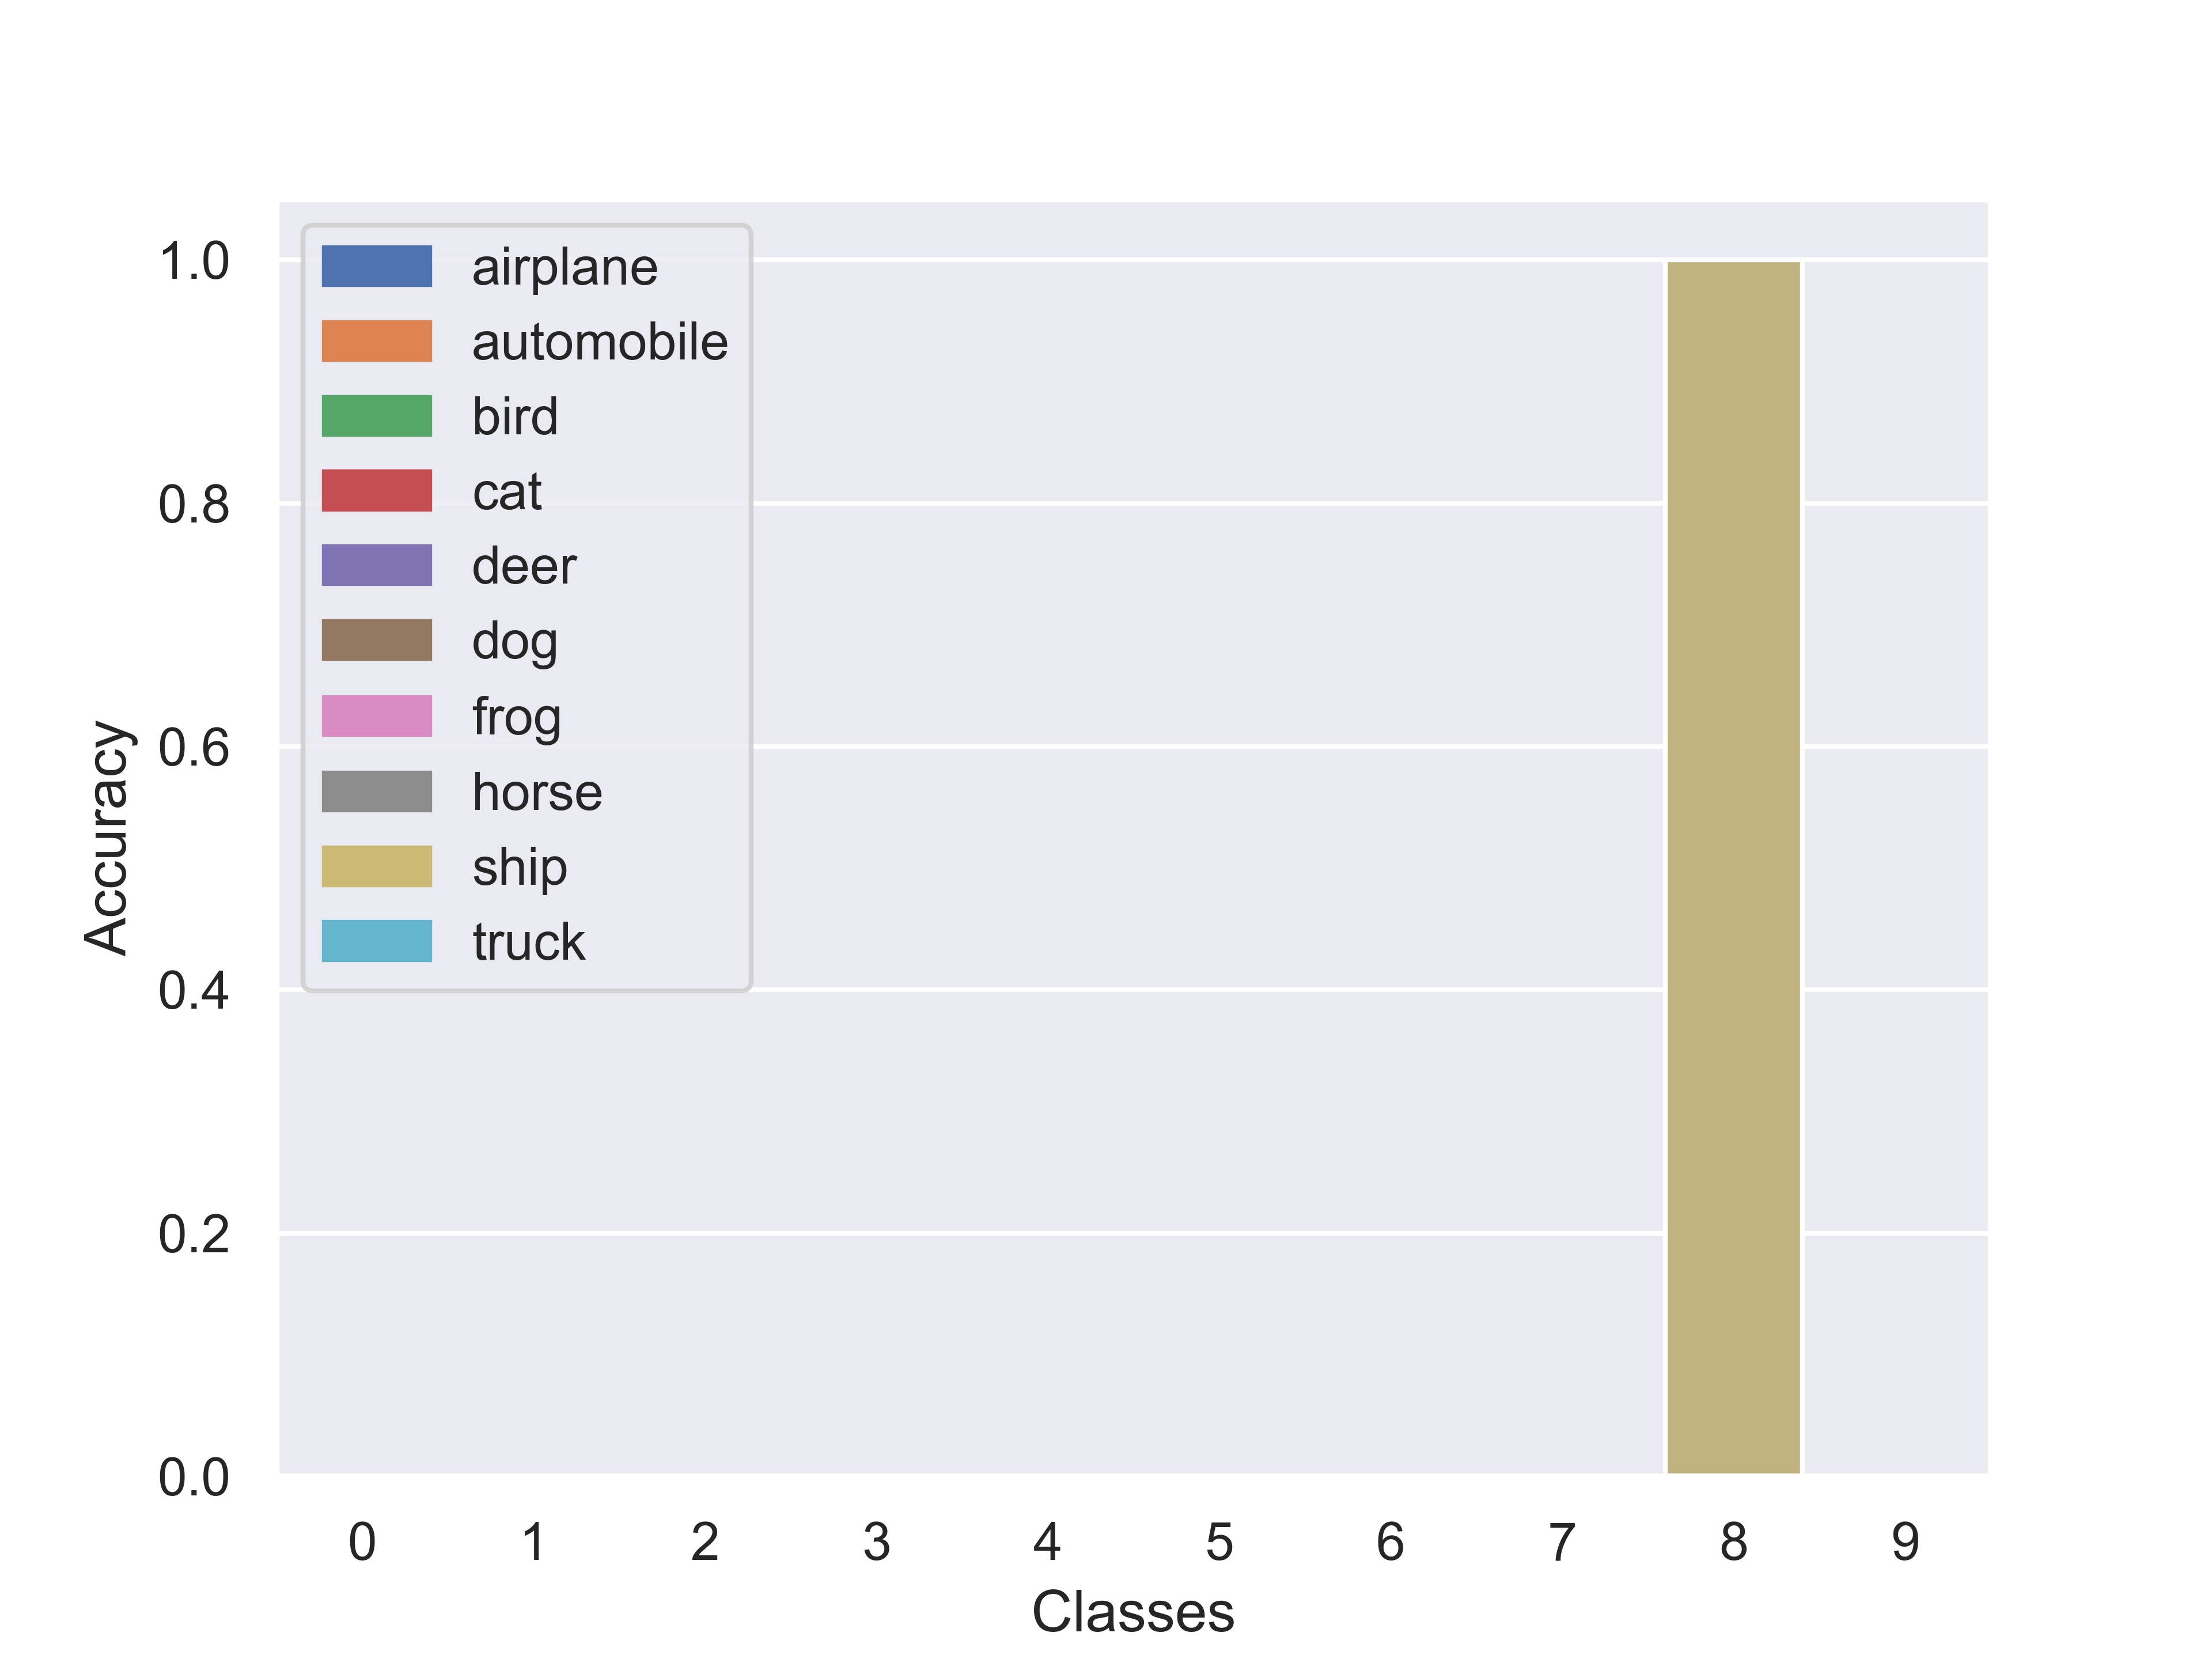 1.0
0.8
0.6
0.4
0.2
0.0
Accuracy
airplane
automobile
bird
cat
deer
dog
frog
horse
ship
truck
0 1 2 3 4 5 6 7 8 9
Classes